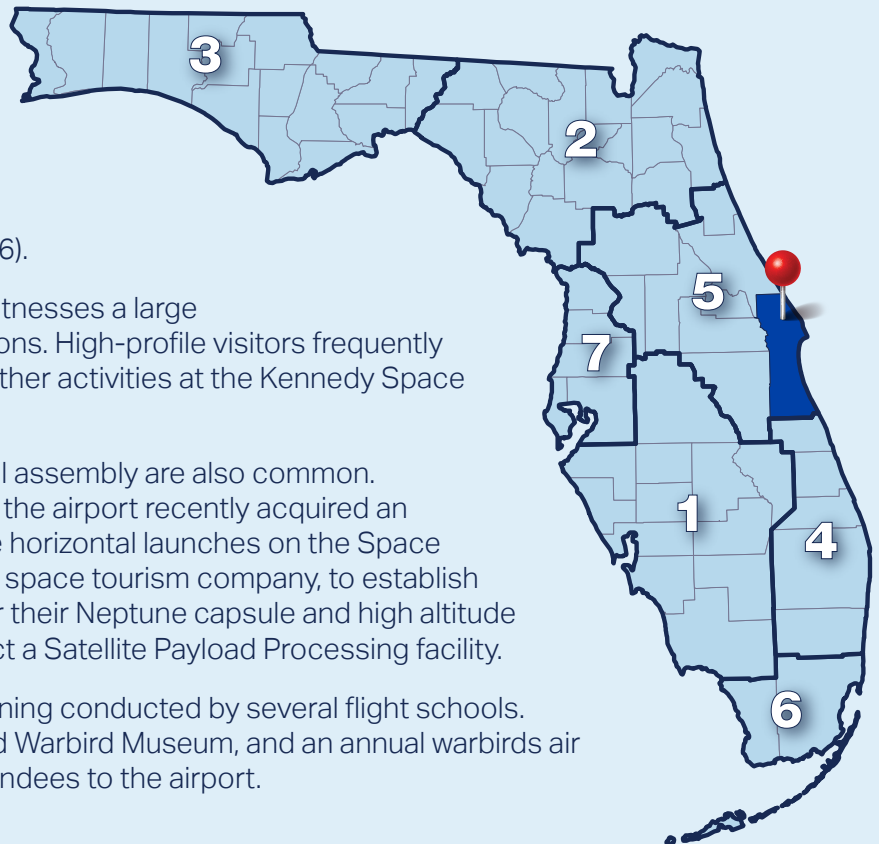 6).
tnesses a large
ons. High-profile visitors frequently
ther activities at the Kennedy Space
l assembly are also common.
the airport recently acquired an
e horizontal launches on the Space
space tourism company, to establish
r their Neptune capsule and high altitude
ct a Satellite Payload Processing facility.
ning conducted by several flight schools.
d Warbird Museum, and an annual warbirds air
ndees to the airport.
3
2
5
7
1
4
6